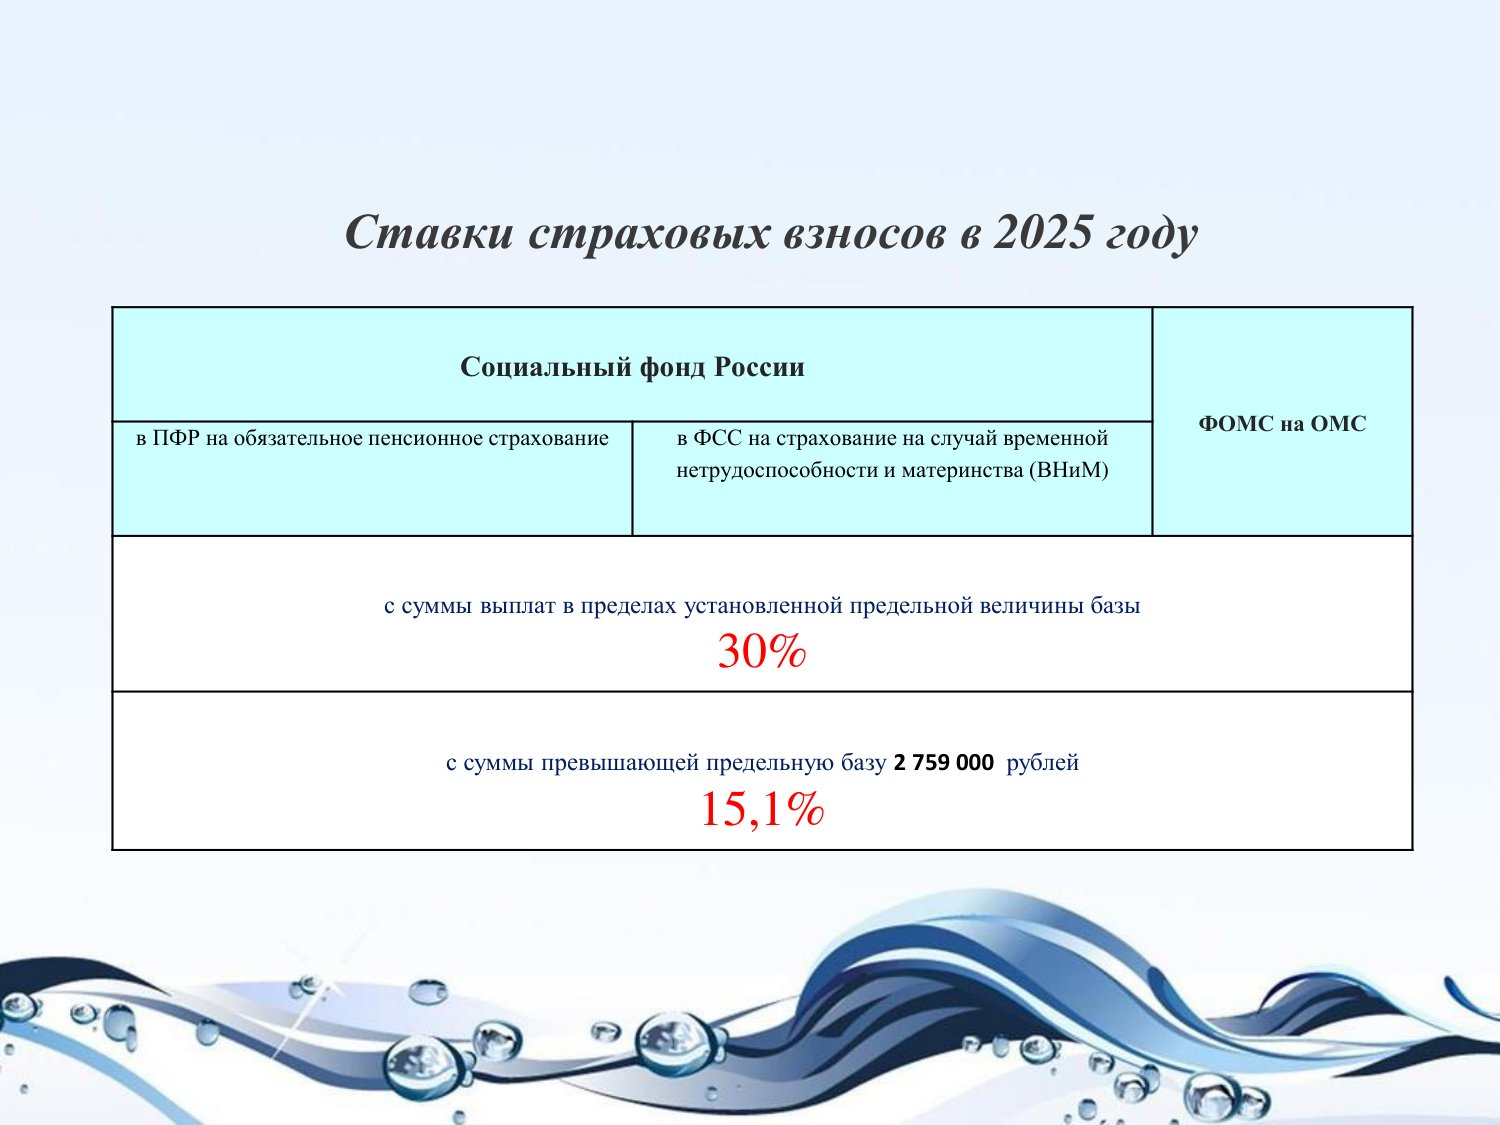 Ставки страховых взносов в 2025 году
Социальный фонд России
ФОМС на ОМС
в ПФР на обязательное пенсионное страхование
в ФСС на страхование на случай временной
нетрудоспособности и материнства (ВНиМ)
с суммы выплат в пределах установленной предельной величины базы
30%
с суммы превышающей предельную базу 2 759 000 рублей
15,1%